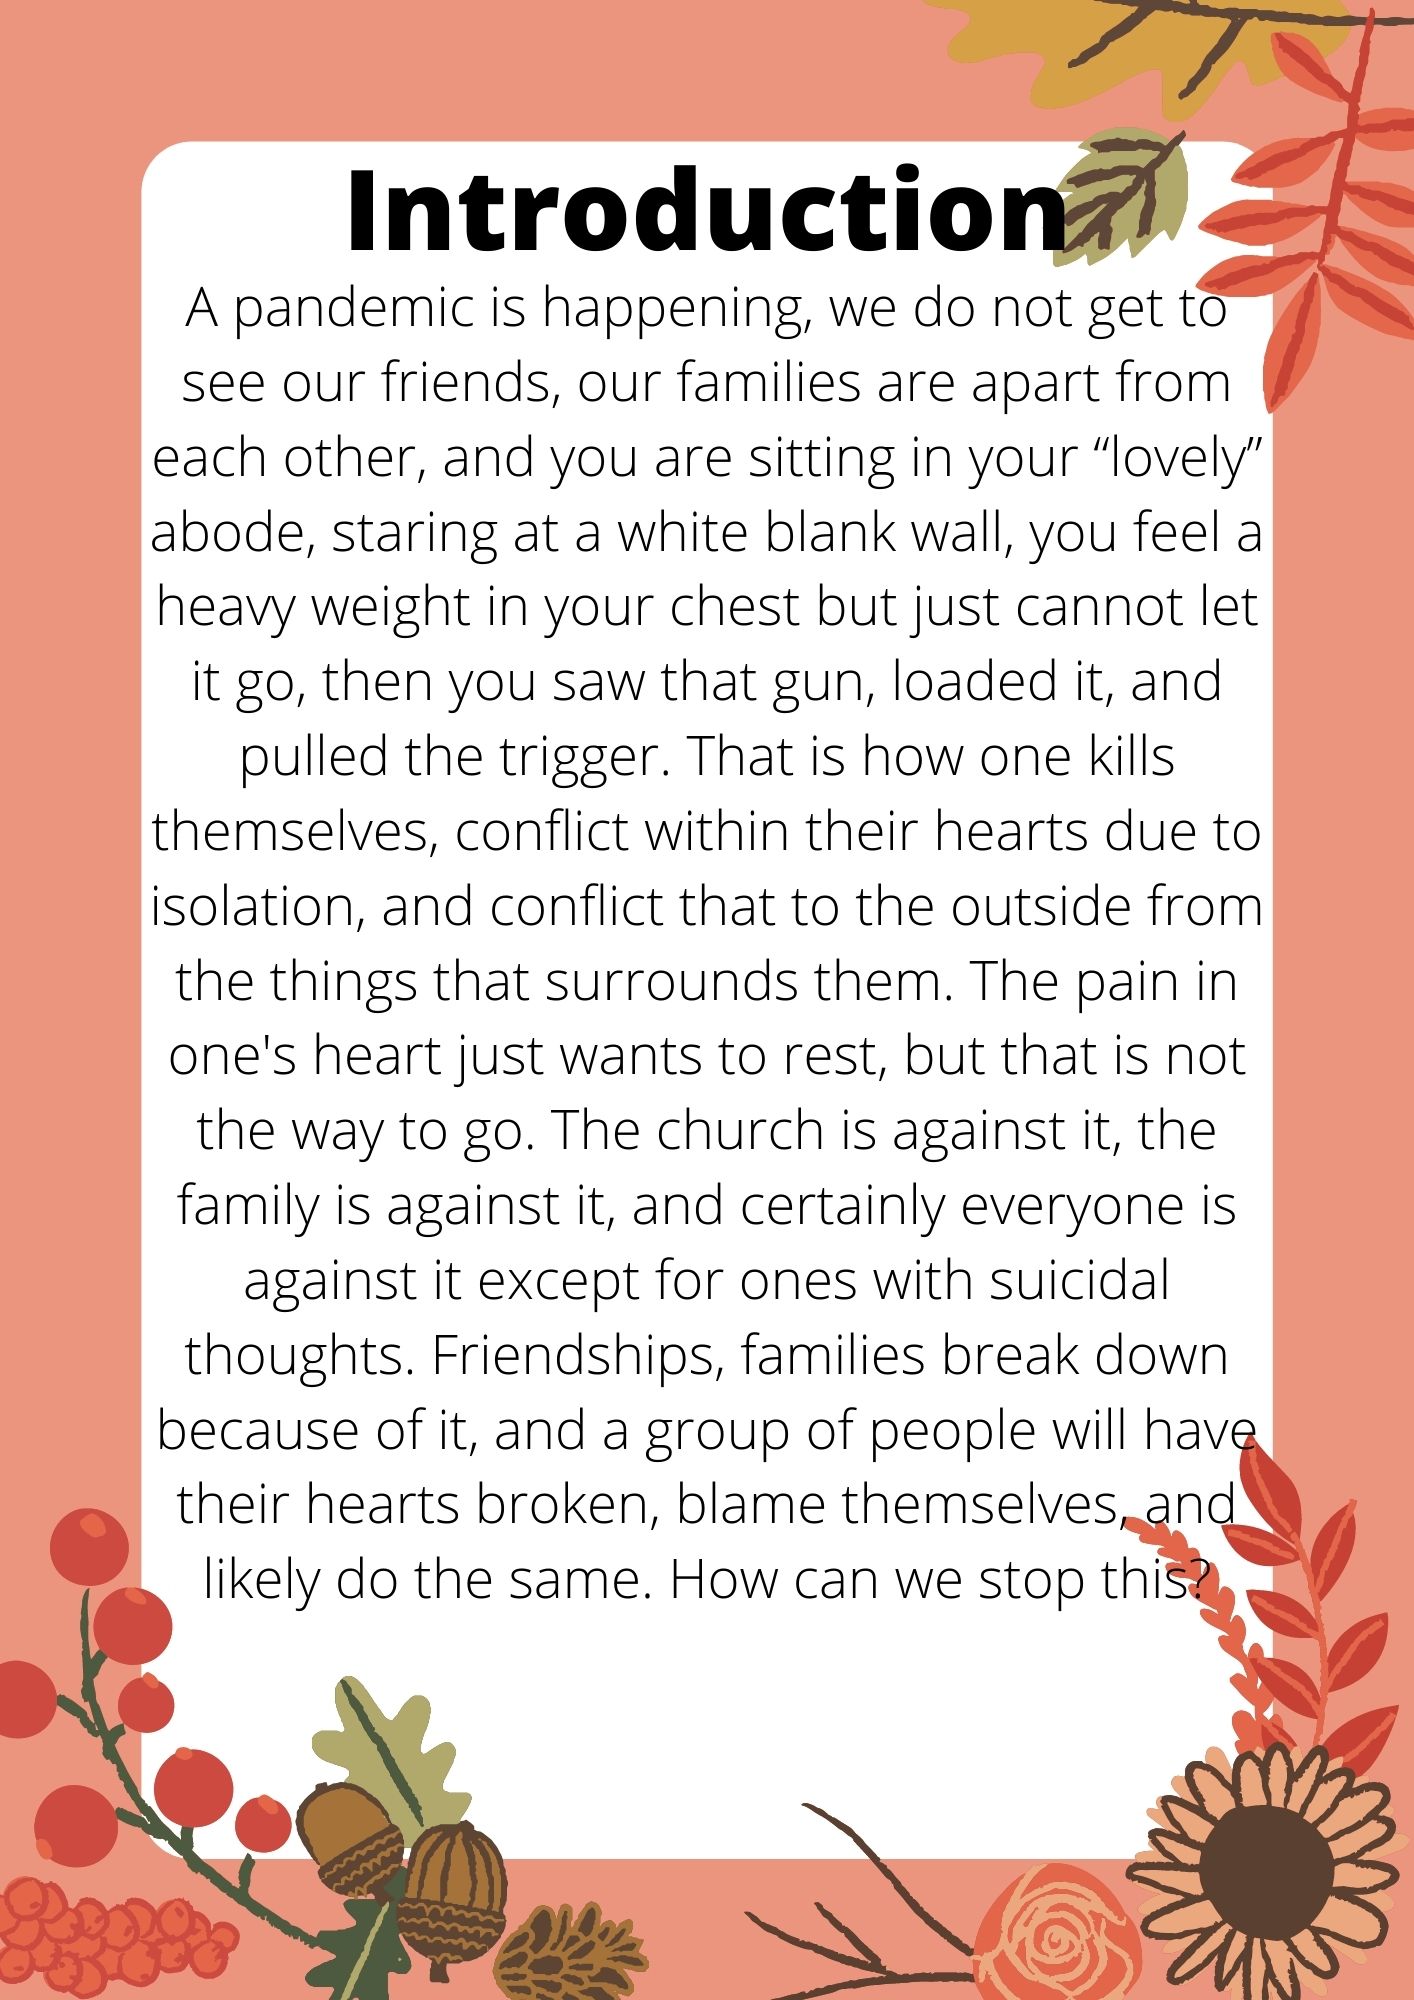 Introduction
A pandemic is happening, we do not get to
see our friends, our families are apart from
each other, and you are sitting in your “lovely”
abode, staring at a white blank wall, you feel a
heavy weight in your chest but just cannot let
it go, then you saw that gun, loaded it, and
pulled the trigger. That is how one kills
themselves, conflict within their hearts due to
isolation, and conflict that to the outside from
the things that surrounds them. The pain in
one's heart just wants to rest, but that is not
the way to go. The church is against it, the
family is against it, and certainly everyone is
against it except for ones with suicidal
thoughts. Friendships, families break down
because of it, and a group of people will have
their hearts broken, blame themselves, and
likely do the same. How can we stop this?